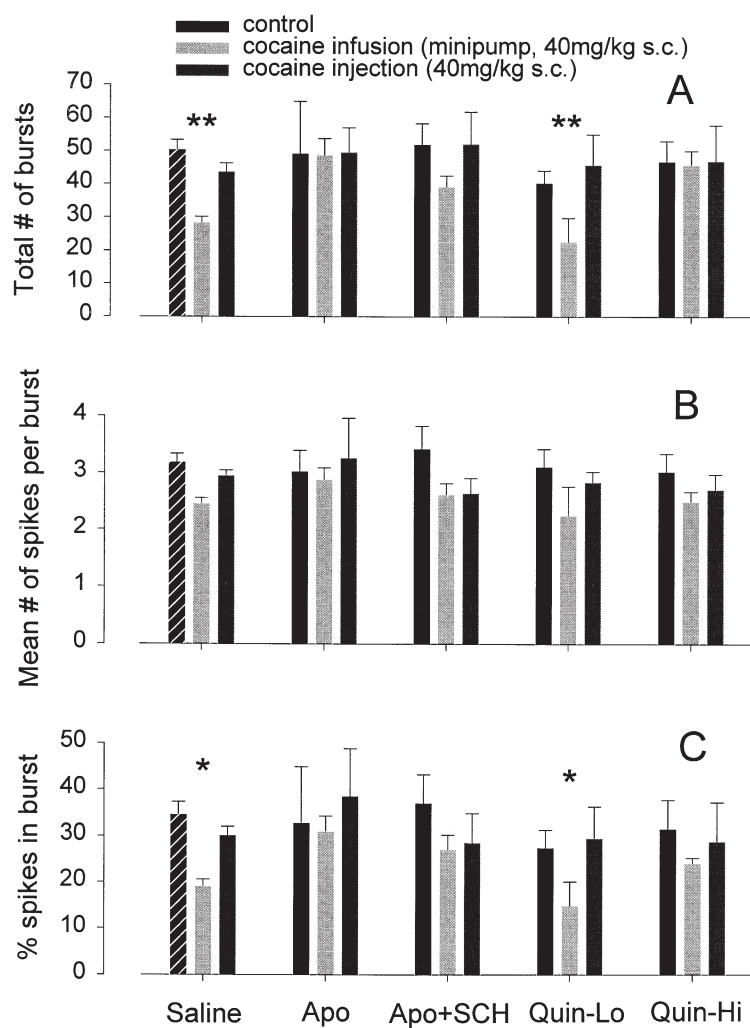 control
cocaine infusion (minipump, 40mg/kg s.c.)
cocaine injection (40mg/kg s.c.)
A
Total # of bursts
70
60
50
40
30
20
10
0
**
**
B
Mean # of spikes per burst
4
3
2
1
0
C
% spikes in burst
50
40
30
20
10
0
*
*
Saline Apo Apo+SCH Quin-Lo Quin-Hi